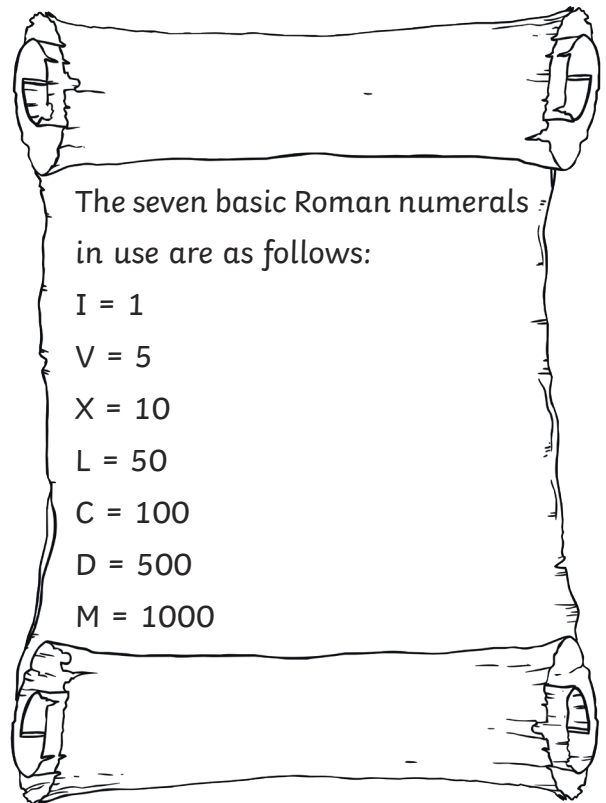 The seven basic Roman numerals
in use are as follows:
I = 1
V = 5
X = 10
L = 50
C = 100
D = 500
M = 1000